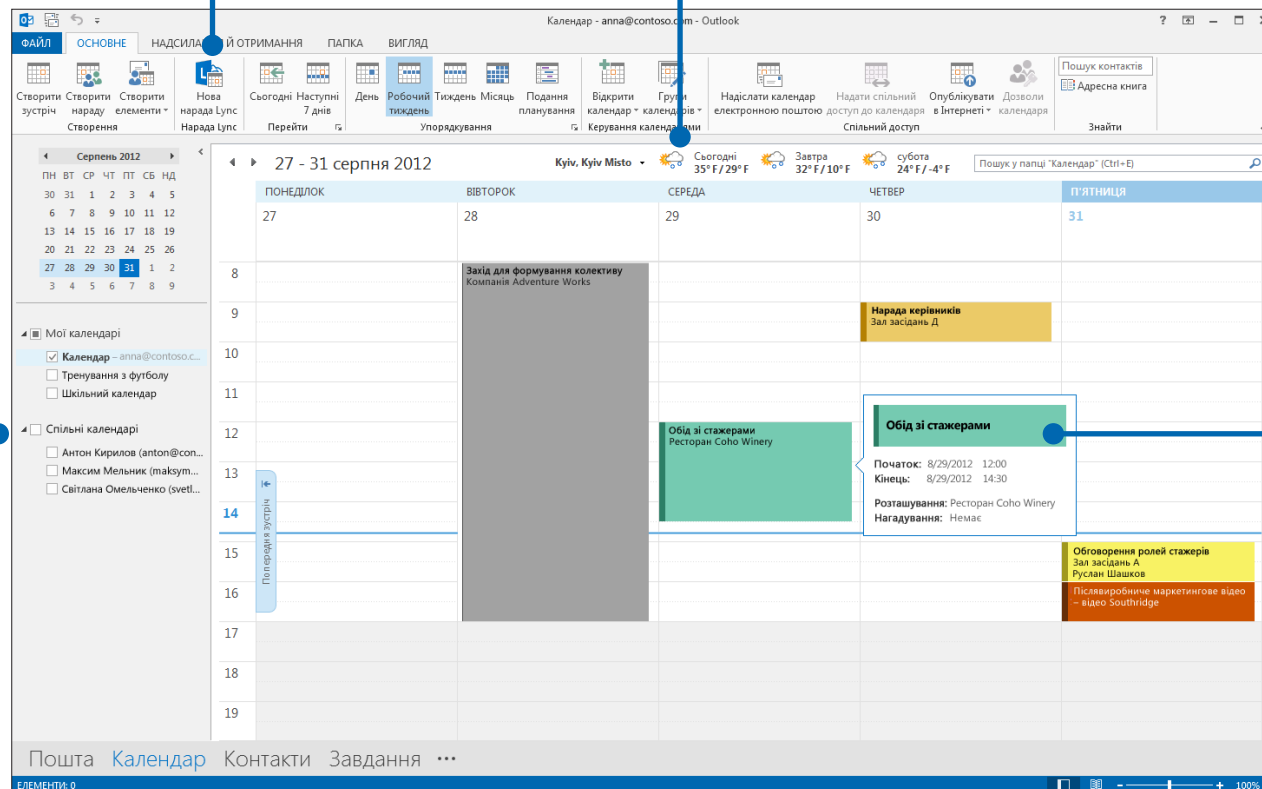 Календар - anna@contoso.com - Outlook
ФАЙЛ ОСНОВНЕ Й ОТРИМАННЯ ПАПКА ВИГЛЯД
Створити зустріч
Створити нараду
Створити елементи
Нова нарада Lync
Сьогодні
Наступні 7 днів
День
Робочий тиждень
Тиждень
Місяць
Подання планування
Відкрити календар
Групи календарів
Надіслати календар електронною поштою
Надати спільний доступ до календаря
Опублікувати в Інтернеті
Дозволи календаря
Пошук контактів
Адресна книга
Створення
Нарада Lync
Перейти
Упорядкування
Керування календарями
Спільний доступ
Знайти
Серпень 2012
ПН ВТ СР ЧТ ПТ СБ НД
30 31 1 2 3 4 5
6 7 8 9 10 11 12
13 14 15 16 17 18 19
20 21 22 23 24 25 26
27 28 29 30 31 1 2
3 4 5 6 7 8 9
Мої календарі
Календар – anna@contoso.c...
Тренування з футболу
Шкільний календар
Спільні календарі
Антон Кирилов (anton@con...
Максим Мельник (maksym...
Світлана Омельченко (svetl...
27 - 31 серпня 2012
Kyiv, Kyiv Misto
Сьогодні
35° F / 29° F
Завтра
32° F / 10° F
субота
24° F / -4° F
Пошук у папці "Календар" (Ctrl+E)
ПОНЕДІЛОК ВІВТОРОК СЕРЕДА ЧЕТВЕР П'ЯТНИЦЯ
27 28 29 30 31
8
9
10
11
12
13
14
15
16
17
18
19
Попередня зустріч
Захід для формування колективу
Компанія Adventure Works
Обід зі стажерами
Ресторан Coho Winery
Нарада керівників
Зал засідань Д
Обід зі стажерами
Початок: 8/29/2012 12:00
Кінець: 8/29/2012 14:30
Розташування: Ресторан Coho Winery
Нагадування: Немає
Обговорення ролей стажерів
Зал засідань А
Руслан Шашков
Післявиробниче маркетингове відео
– відео Southridge
Пошта Календар Контакти Завдання ...
ЕЛЕМЕНТИ: 0
100%